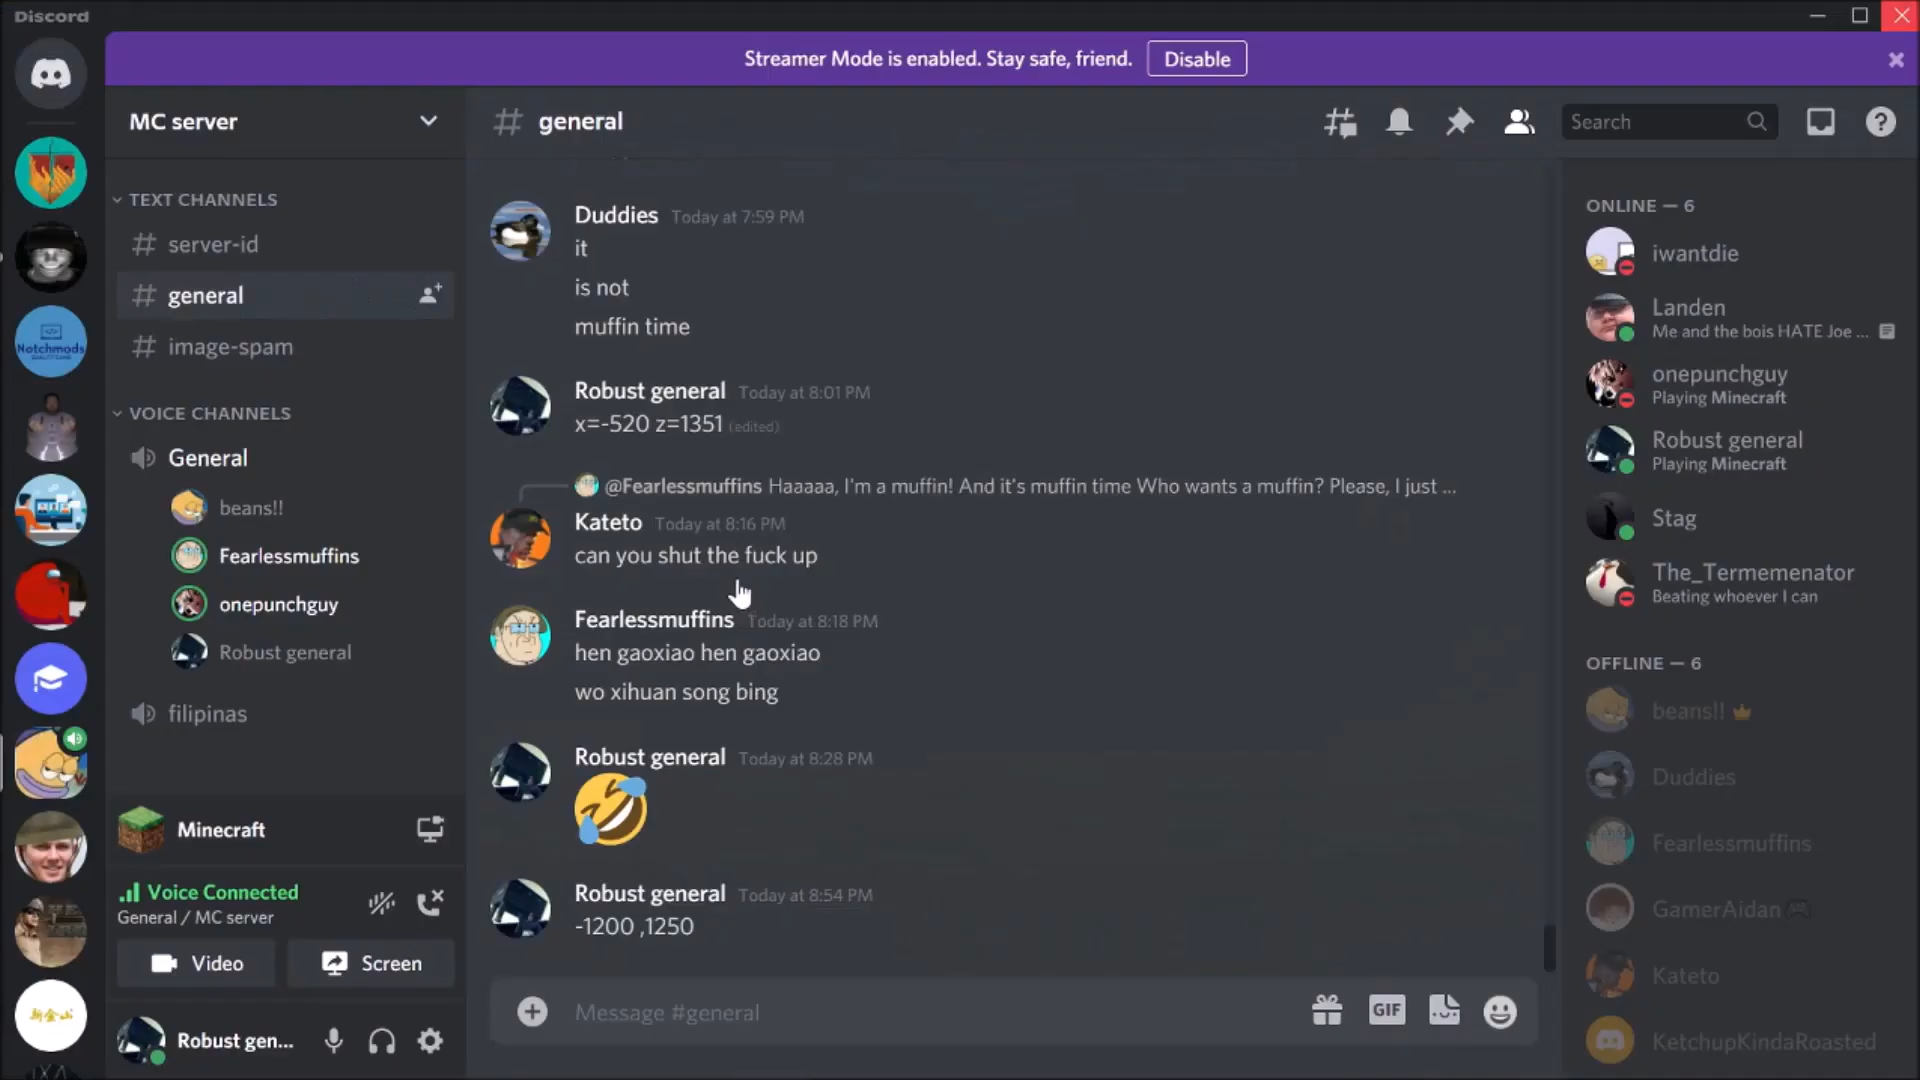 Discord
Streamer Mode is enabled. Stay safe, friend.
Disable
MC server
TEXT CHANNELS
server-id
general
image-spam
VOICE CHANNELS
General
beans!!
Fearlessmuffins
onepunchguy
Robust general
filipinas
Minecraft
Voice Connected
General / MC server
Video
Screen
Robust gen...
Notchmods
新金山
general
Search
Duddies Today at 7:59 PM
it
is not
muffin time
Robust general Today at 8:01 PM
x=-520 z=1351 (edited)
@Fearlessmuffins Haaaaa, I'm a muffin! And it's muffin time Who wants a muffin? Please, I just ...
Kateto Today at 8:16 PM
can you shut the fuck up
Fearlessmuffins Today at 8:18 PM
hen gaoxiao hen gaoxiao
wo xihuan song bing
Robust general Today at 8:28 PM
Robust general Today at 8:54 PM
-1200 ,1250
Message #general
GIF
ONLINE — 6
iwantdie
Landen
Me and the bois HATE Joe ...
onepunchguy
Playing Minecraft
Robust general
Playing Minecraft
Stag
The_Termemenator
Beating whoever I can
OFFLINE — 6
beans!!
Duddies
Fearlessmuffins
GamerAidan
Kateto
KetchupKindaRoasted